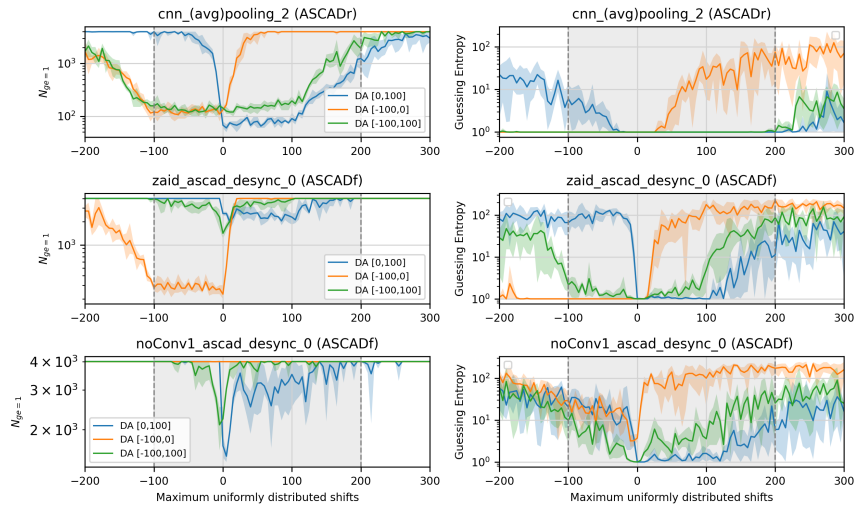 cnn_(avg)pooling_2 (ASCADr)
N_{ge=1}
10^3
10^2
DA [0,100]
DA [-100,0]
DA [-100,100]
−200 −100 0 100 200 300
cnn_(avg)pooling_2 (ASCADr)
Guessing Entropy
10^2
10^1
10^0
−200 −100 0 100 200 300
zaid_ascad_desync_0 (ASCADf)
N_{ge=1}
10^3
DA [0,100]
DA [-100,0]
DA [-100,100]
−200 −100 0 100 200 300
zaid_ascad_desync_0 (ASCADf)
Guessing Entropy
10^2
10^1
10^0
−200 −100 0 100 200 300
noConv1_ascad_desync_0 (ASCADf)
N_{ge=1}
4 × 10^3
3 × 10^3
2 × 10^3
DA [0,100]
DA [-100,0]
DA [-100,100]
−200 −100 0 100 200 300
Maximum uniformly distributed shifts
noConv1_ascad_desync_0 (ASCADf)
Guessing Entropy
10^2
10^1
10^0
−200 −100 0 100 200 300
Maximum uniformly distributed shifts